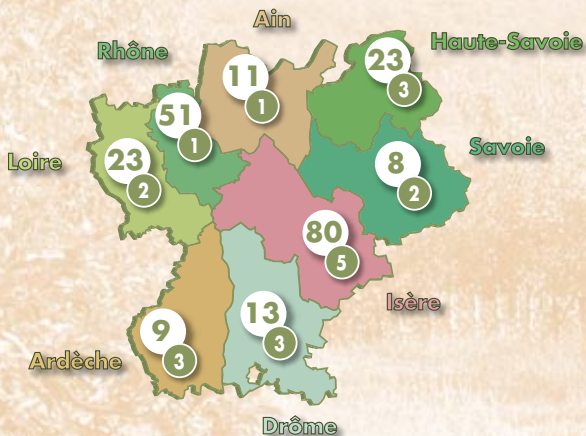 Ain
Haute-Savoie
Rhône
23
11
3
1
51
1
Savoie
Loire
23
8
2
2
80
5
Isère
13
9
3
3
Ardèche
Drôme